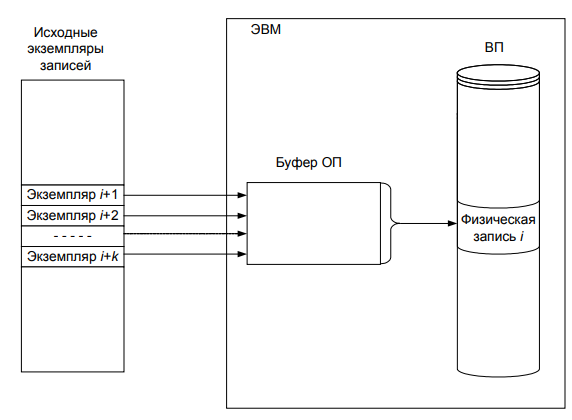 Исходные
экземпляры
записей
ЭВМ
ВП
Буфер ОП
Экземпляр i+1
Экземпляр i+2
- - - - -
Экземпляр i+k
Физическая
запись i